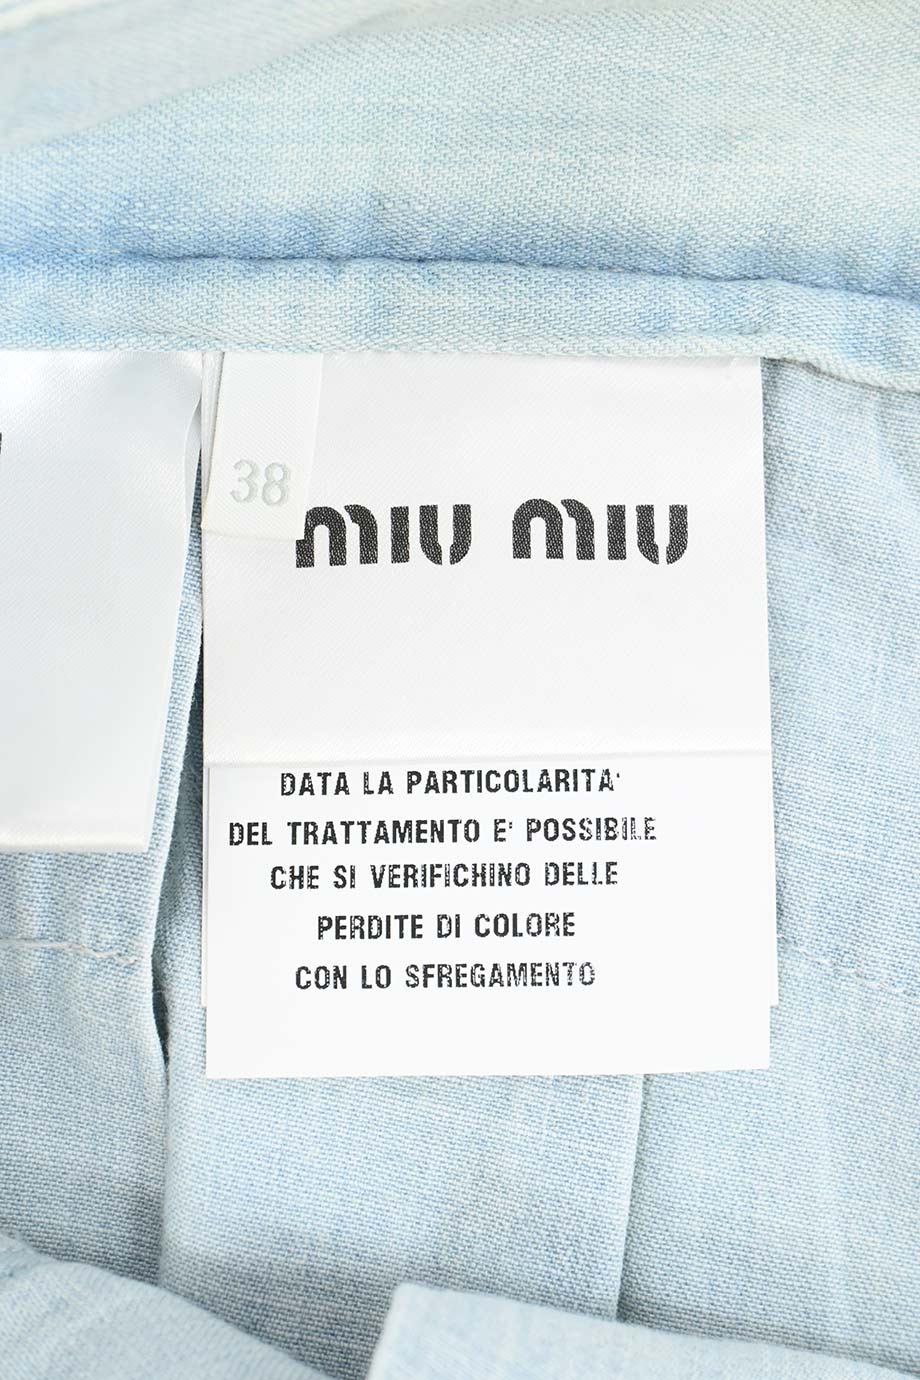 38
miu miu
DATA LA PARTICOLARITA'
DEL TRATTAMENTO E' POSSIBILE
CHE SI VERIFICHINO DELLE
PERDITE DI COLORE
CON LO SFREGAMENTO